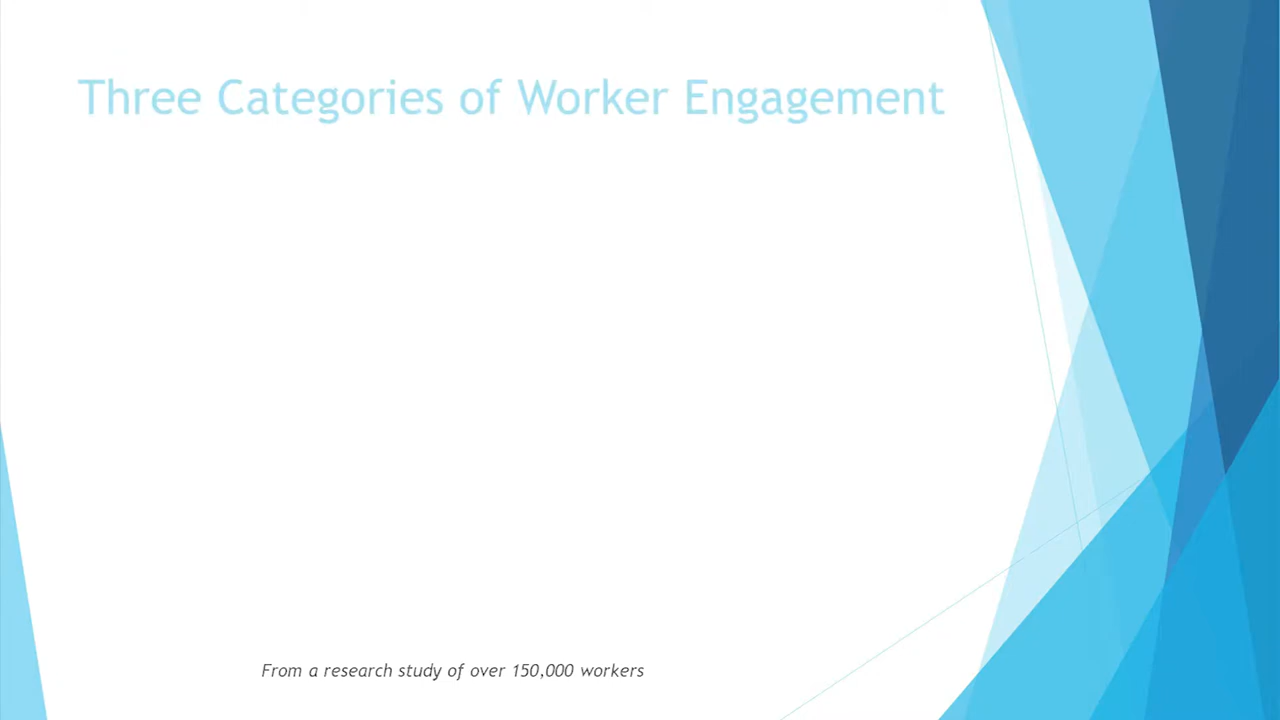 Three Categories of Worker Engagement
From a research study of over 150,000 workers